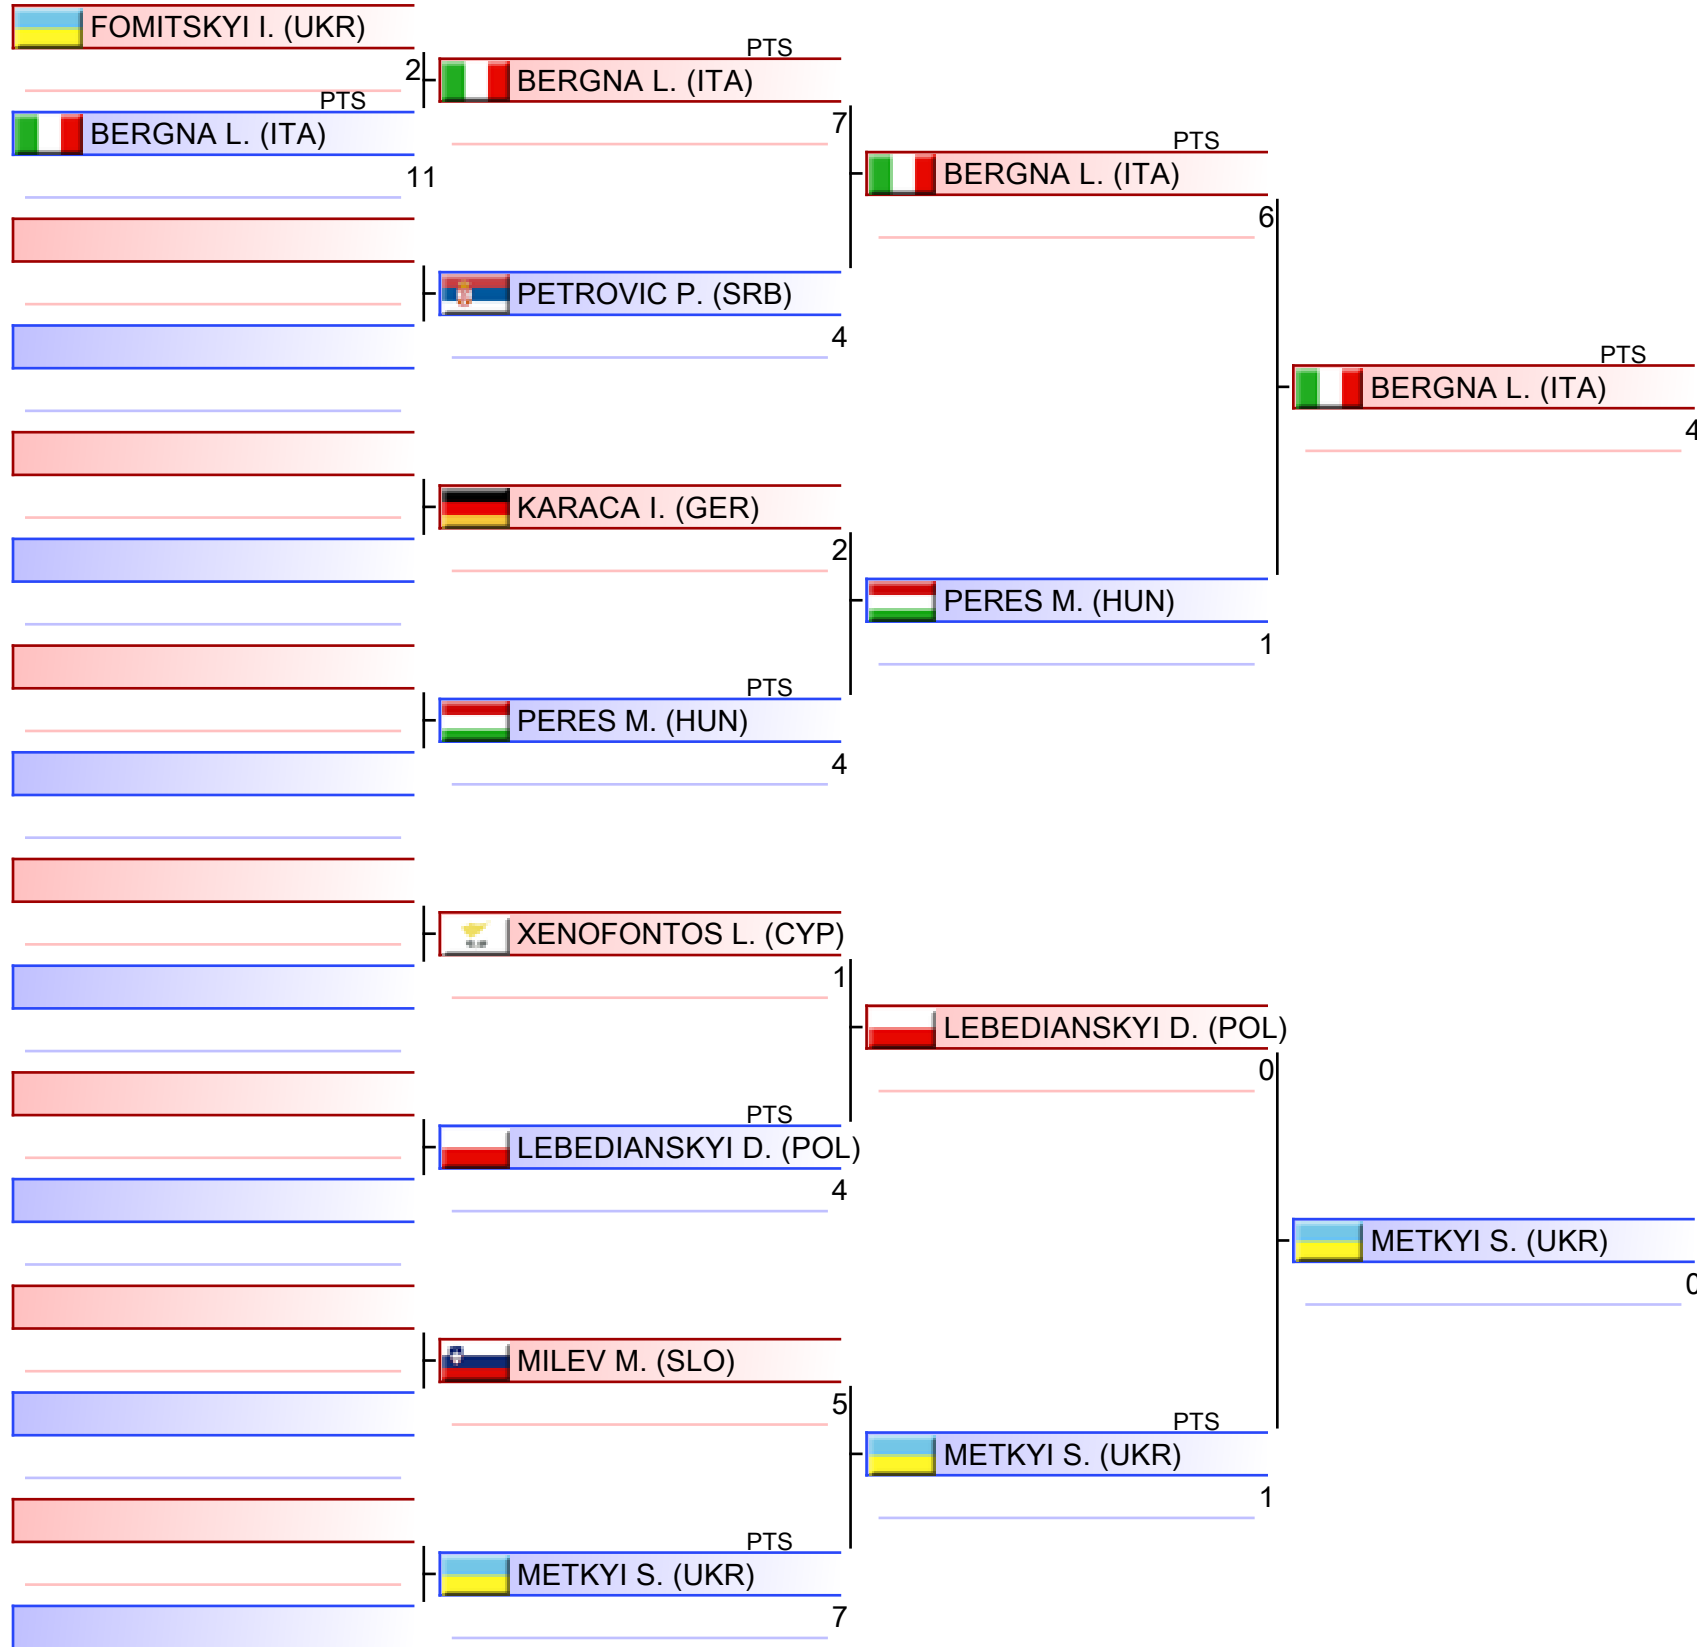 FOMITSKYI I. (UKR)
2
PTS
BERGNA L. (ITA)
11
PTS
BERGNA L. (ITA)
7
PETROVIC P. (SRB)
4
KARACA I. (GER)
2
PTS
PERES M. (HUN)
4
XENOFONTOS L. (CYP)
1
PTS
LEBEDIANSKYI D. (POL)
4
MILEV M. (SLO)
5
PTS
METKYI S. (UKR)
7
PTS
BERGNA L. (ITA)
6
PERES M. (HUN)
1
LEBEDIANSKYI D. (POL)
0
PTS
METKYI S. (UKR)
1
PTS
BERGNA L. (ITA)
4
METKYI S. (UKR)
0